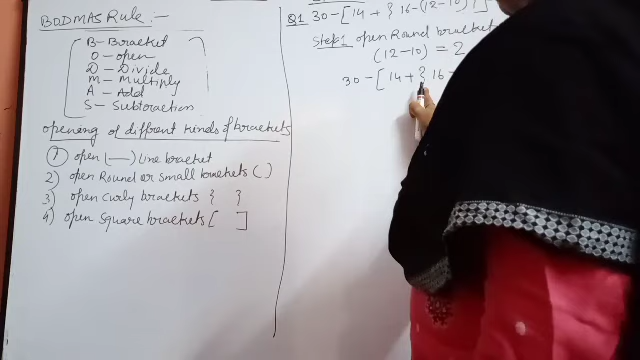 BODMAS Rule:-
B- Bracket
O - open
D - Divide
M - Multiply
A - Add
S - Subtraction
opening of different kinds of brackets
1) open (—) Line bracket
2) open Round or small brackets ( )
3) open Curly brackets { }
4) open Square brackets [ ]
Q1 30-[14+{16-(12-10)}]
Step:1 open Round brackets
(12-10) = 2
30-[14+{16-